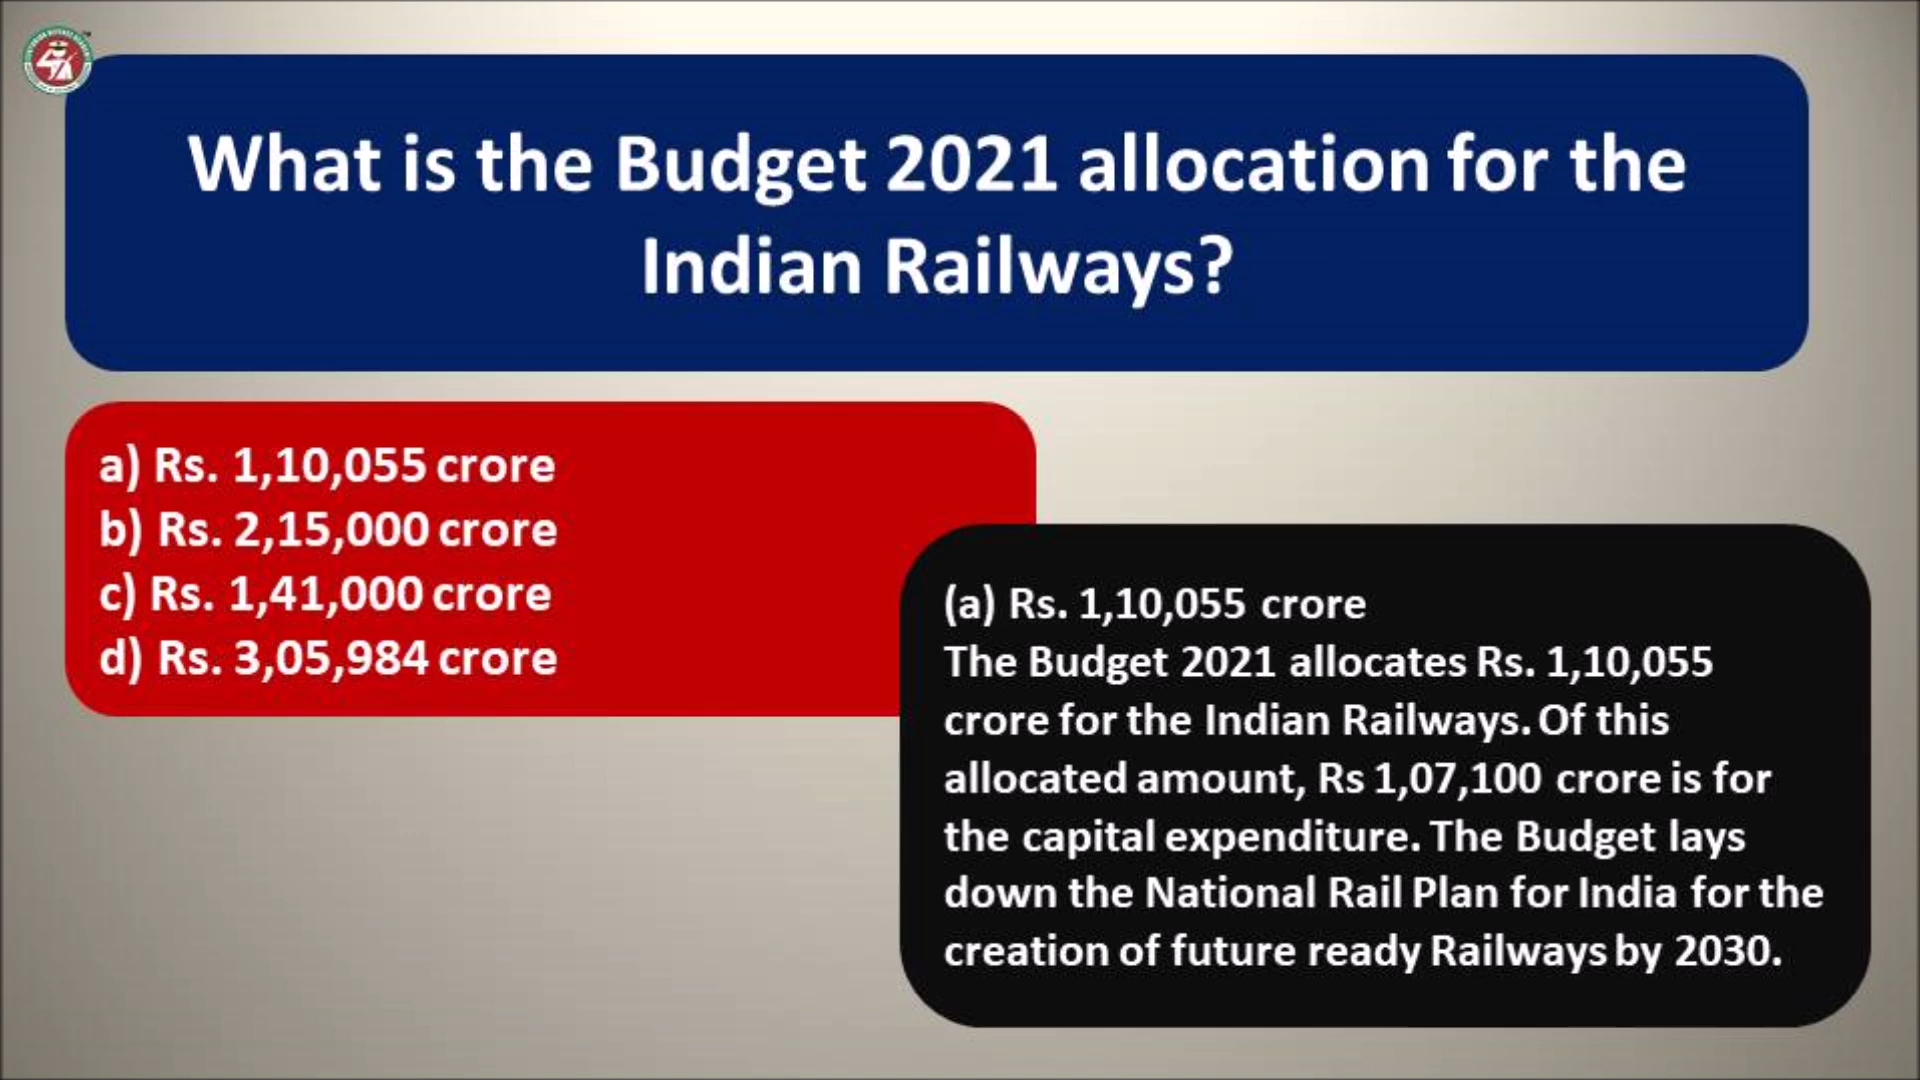 What is the Budget 2021 allocation for the
Indian Railways?
a) Rs. 1,10,055 crore
b) Rs. 2,15,000 crore
c) Rs. 1,41,000 crore
d) Rs. 3,05,984 crore
(a) Rs. 1,10,055 crore
The Budget 2021 allocates Rs. 1,10,055
crore for the Indian Railways. Of this
allocated amount, Rs 1,07,100 crore is for
the capital expenditure. The Budget lays
down the National Rail Plan for India for the
creation of future ready Railways by 2030.